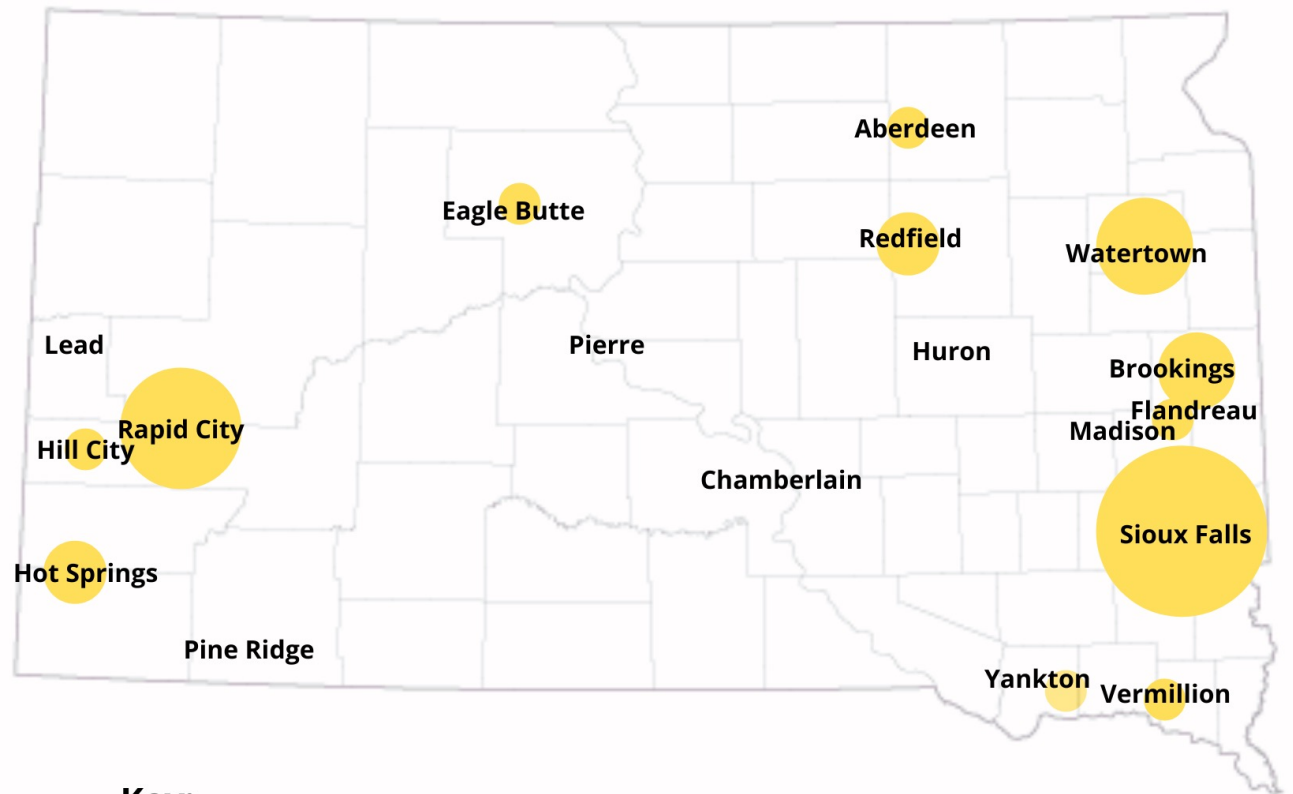 Aberdeen
Eagle Butte
Redfield
Watertown
Lead
Pierre
Huron
Brookings
Flandreau
Madison
Rapid City
Hill City
Chamberlain
Sioux Falls
Hot Springs
Pine Ridge
Yankton
Vermillion